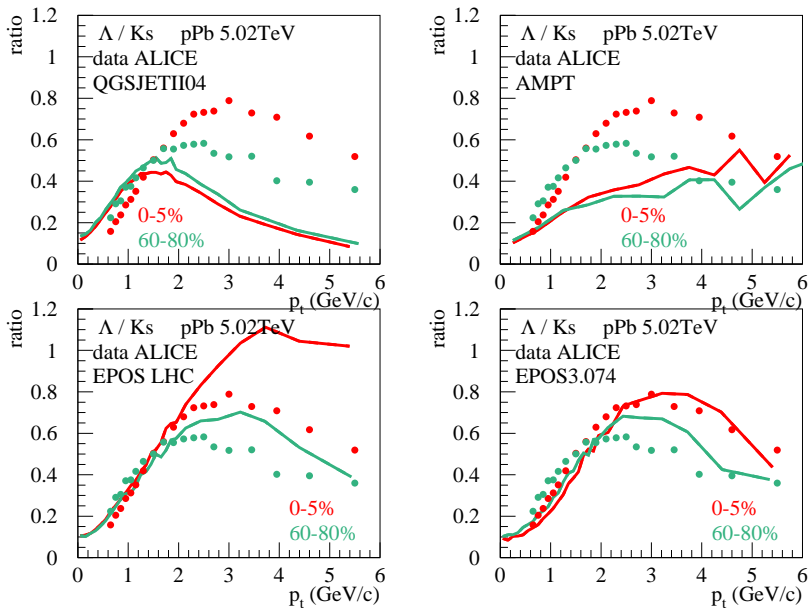 ratio
Λ / Ks pPb 5.02TeV
data ALICE
QGSJETII04
0-5%
60-80%
1.2
1
0.8
0.6
0.4
0.2
0
0 1 2 3 4 5 6
p_t (GeV/c)
ratio
Λ / Ks pPb 5.02TeV
data ALICE
AMPT
0-5%
60-80%
1.2
1
0.8
0.6
0.4
0.2
0
0 1 2 3 4 5 6
p_t (GeV/c)
ratio
Λ / Ks pPb 5.02TeV
data ALICE
EPOS LHC
0-5%
60-80%
1.2
1
0.8
0.6
0.4
0.2
0
0 1 2 3 4 5 6
p_t (GeV/c)
ratio
Λ / Ks pPb 5.02TeV
data ALICE
EPOS3.074
0-5%
60-80%
1.2
1
0.8
0.6
0.4
0.2
0
0 1 2 3 4 5 6
p_t (GeV/c)